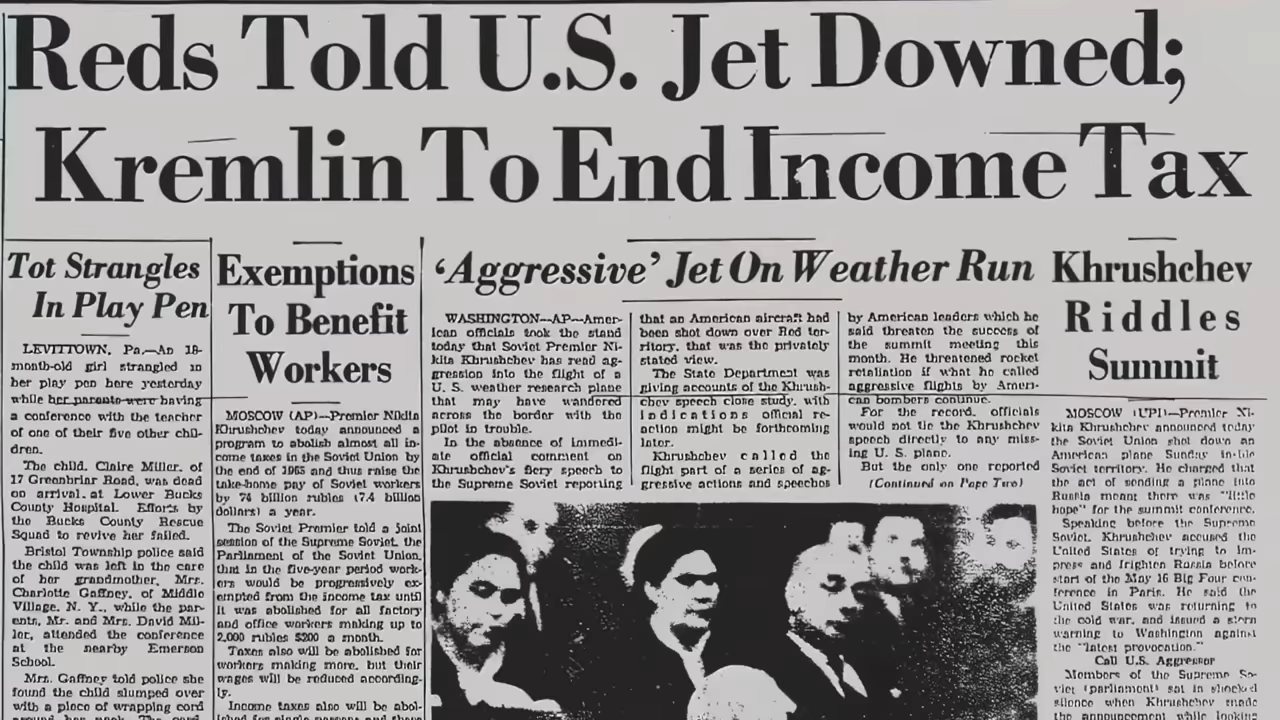 Reds Told U.S. Jet Downed;
Kremlin To End Income Tax
Tot Strangles
In Play Pen
LEVITTOWN, Pa.—An 18-
month-old girl strangled in
her play pen here yesterday
while her parents were having
a conference with the teacher
of one of their five other chil-
dren.
The child, Claire Miller, of
17 Greenbriar Road, was dead
on arrival at Lower Bucks
County Hospital. Efforts by
the Bucks County Rescue
Squad to revive her failed.
Bristol Township police said
the child was left in the care
of her grandmother, Mrs.
Charlotte Gaffney, of Middle
Village, N. Y., while the par-
ents, Mr. and Mrs. David Mil-
ler, attended the conference
at the nearby Emerson
School.
Mrs. Gaffney told police she
found the child slumped over
with a piece of wrapping cord
around her neck. The cord,
Exemptions
To Benefit
Workers
MOSCOW (AP)—Premier Nikita
Khrushchev today announced a
program to abolish almost all in-
come taxes in the Soviet Union by
the end of 1965 and thus raise the
take-home pay of Soviet workers
by 74 billion rubles (7.4 billion
dollars) a year.
The Soviet Premier told a joint
session of the Supreme Soviet, the
Parliament of the Soviet Union,
that in the five-year period work-
ers would be progressively ex-
empted from the income tax until
it was abolished for all factory
and office workers making up to
2,000 rubles $200 a month.
Taxes also will be abolished for
workers making more, but their
wages will be reduced according-
ly.
Income taxes also will be abol-
ished for single persons and those
'Aggressive' Jet On Weather Run
WASHINGTON—AP—Amer-
ican officials took the stand
today that Soviet Premier Ni-
kita Khrushchev has read ag-
gression into the flight of a
U. S. weather research plane
that may have wandered
across the border with the
pilot in trouble.
In the absence of immedi-
ate official comment on
Khrushchev's fiery speech to
the Supreme Soviet reporting
that an American aircraft had
been shot down over Red ter-
ritory, that was the privately
stated view.
The State Department was
giving accounts of the Khrush-
chev speech close study, with
indications official re-
action might be forthcoming
later.
Khrushchev called the
flight part of a series of ag-
gressive actions and speeches
by American leaders which he
said threaten the success of
the summit meeting this
month. He threatened rocket
retaliation if what he called
aggressive flights by Ameri-
can bombers continue.
For the record, officials
would not tie the Khrushchev
speech directly to any miss-
ing U. S. plane.
But the only one reported
(Continued on Page Two)
Khrushchev
Riddles
Summit
MOSCOW (UPI)—Premier Ni-
kita Khrushchev announced today
the Soviet Union shot down an
American plane Sunday inside
Soviet territory. He charged that
the act of sending a plane into
Russia meant there was "little
hope" for the summit conference.
Speaking before the Supreme
Soviet, Khrushchev accused the
United States of trying to im-
press and frighten Russia before
start of the May 16 Big Four con-
ference in Paris. He said the
United States was returning to
the cold war, and issued a stern
warning to Washington against
the "latest provocation."
Call U.S. Aggressor
Members of the Supreme So-
viet (parliament) sat in shocked
silence when Khrushchev made
the announcement while looking